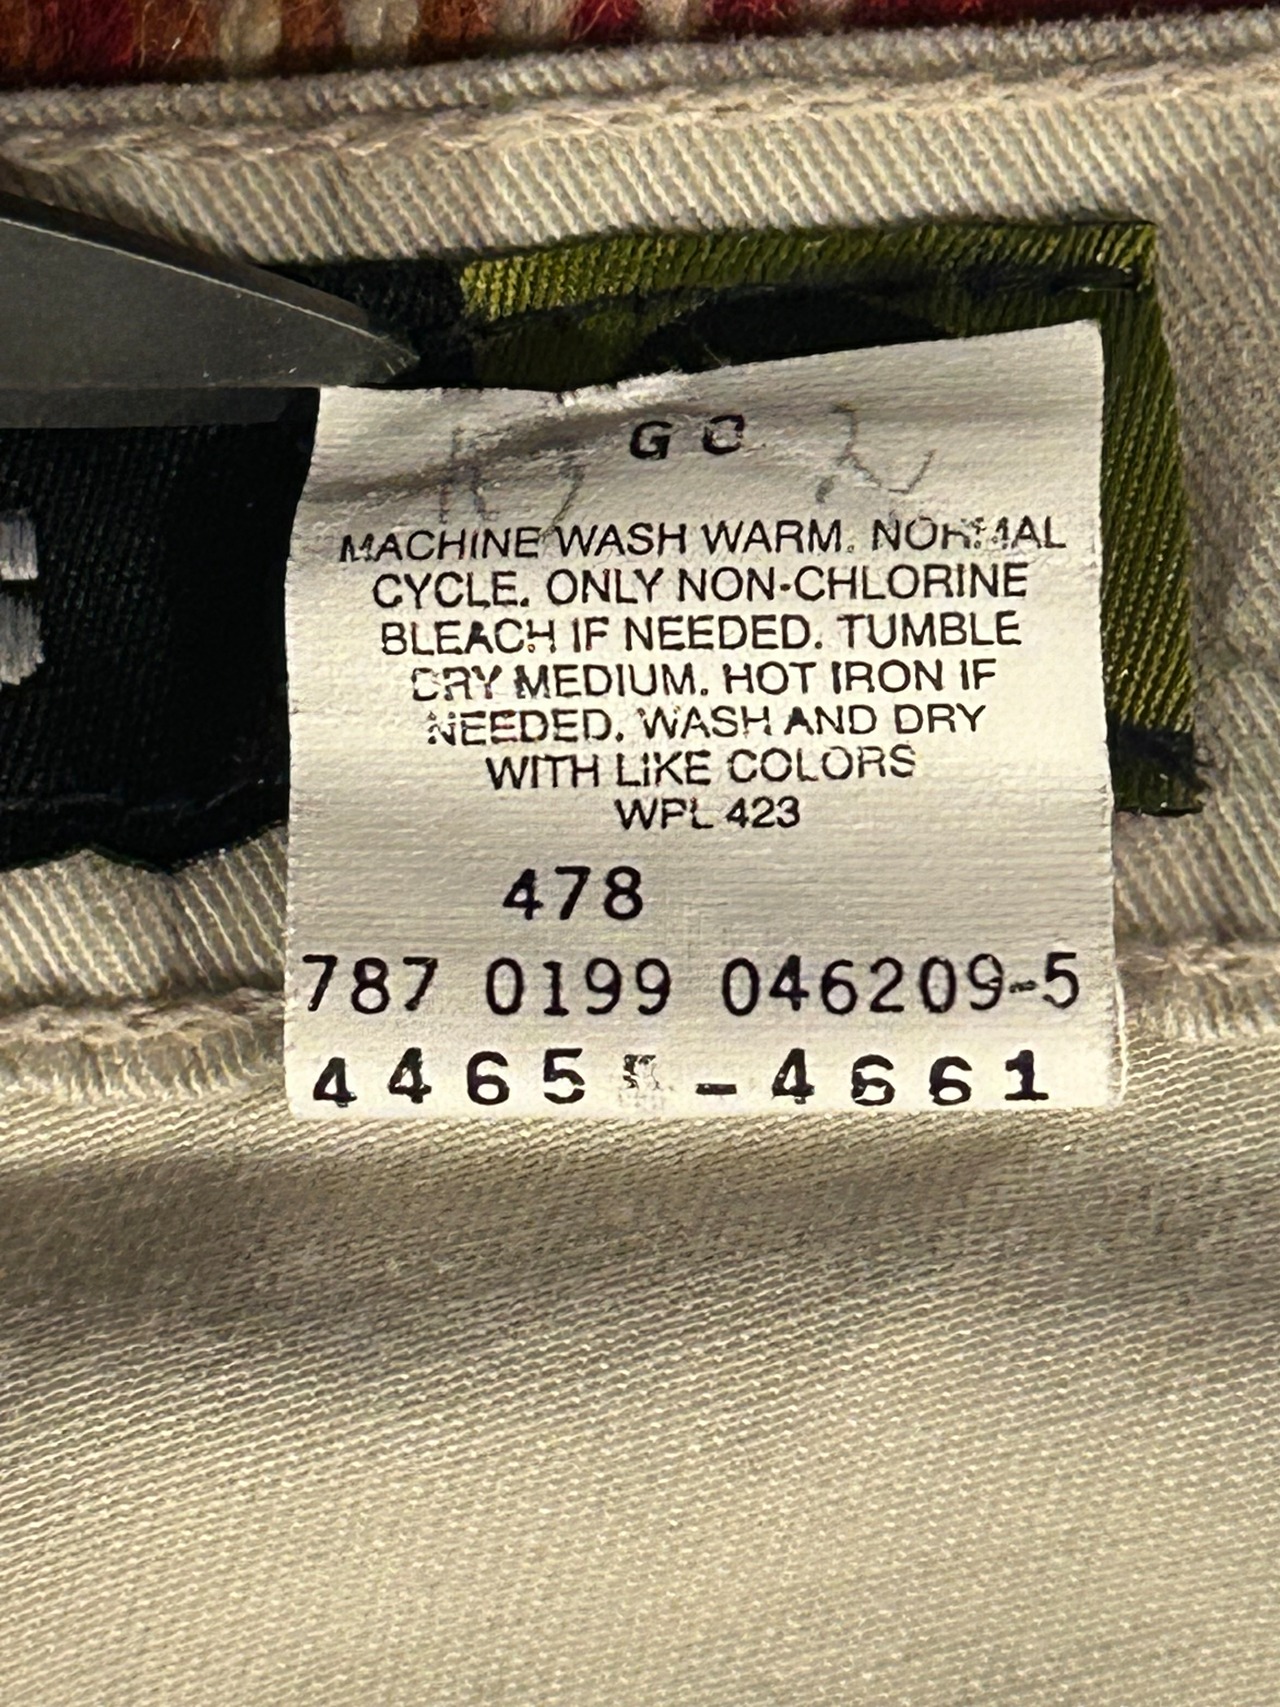 G C
MACHINE WASH WARM. NORMAL
CYCLE. ONLY NON-CHLORINE
BLEACH IF NEEDED. TUMBLE
DRY MEDIUM. HOT IRON IF
NEEDED. WASH AND DRY
WITH LIKE COLORS
WPL 423
478
787 0199 046209-5
-4661